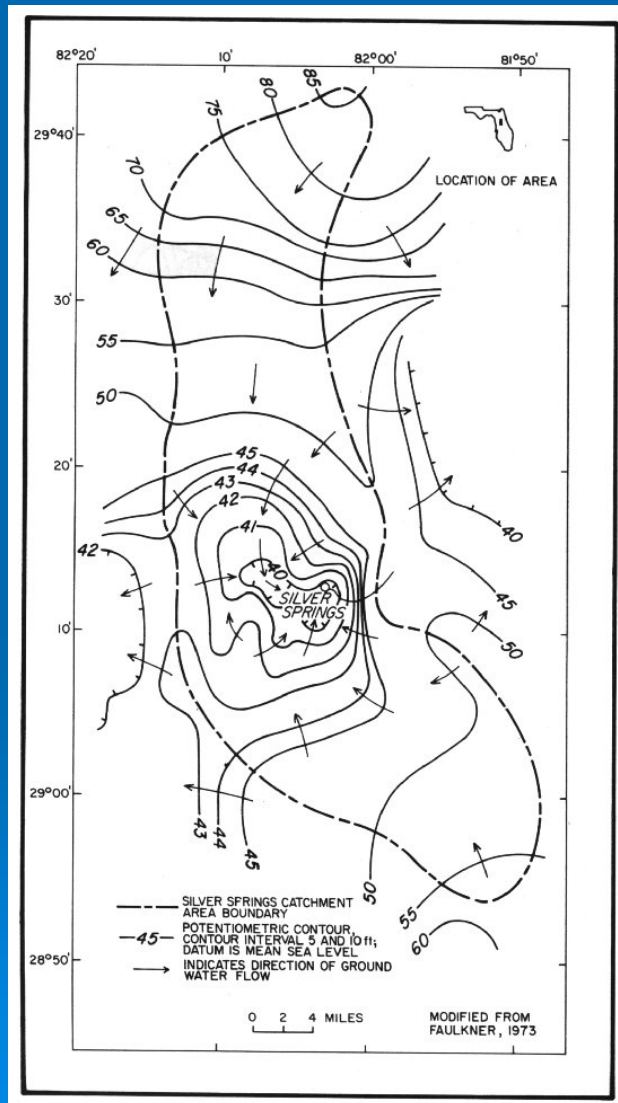 82°20' 10' 82°00' 81°50'
85
80
75
29°40'
70
LOCATION OF AREA
65
60
30'
55
50
20'
45
44
43
42
41
42
40
40
SILVER
SPRINGS
45
10'
50
29°00'
43
44
45
50
55
60
SILVER SPRINGS CATCHMENT
AREA BOUNDARY
45
POTENTIOMETRIC CONTOUR,
CONTOUR INTERVAL 5 AND 10 ft;
DATUM IS MEAN SEA LEVEL
INDICATES DIRECTION OF GROUND
WATER FLOW
28°50'
0 2 4 MILES
MODIFIED FROM
FAULKNER, 1973